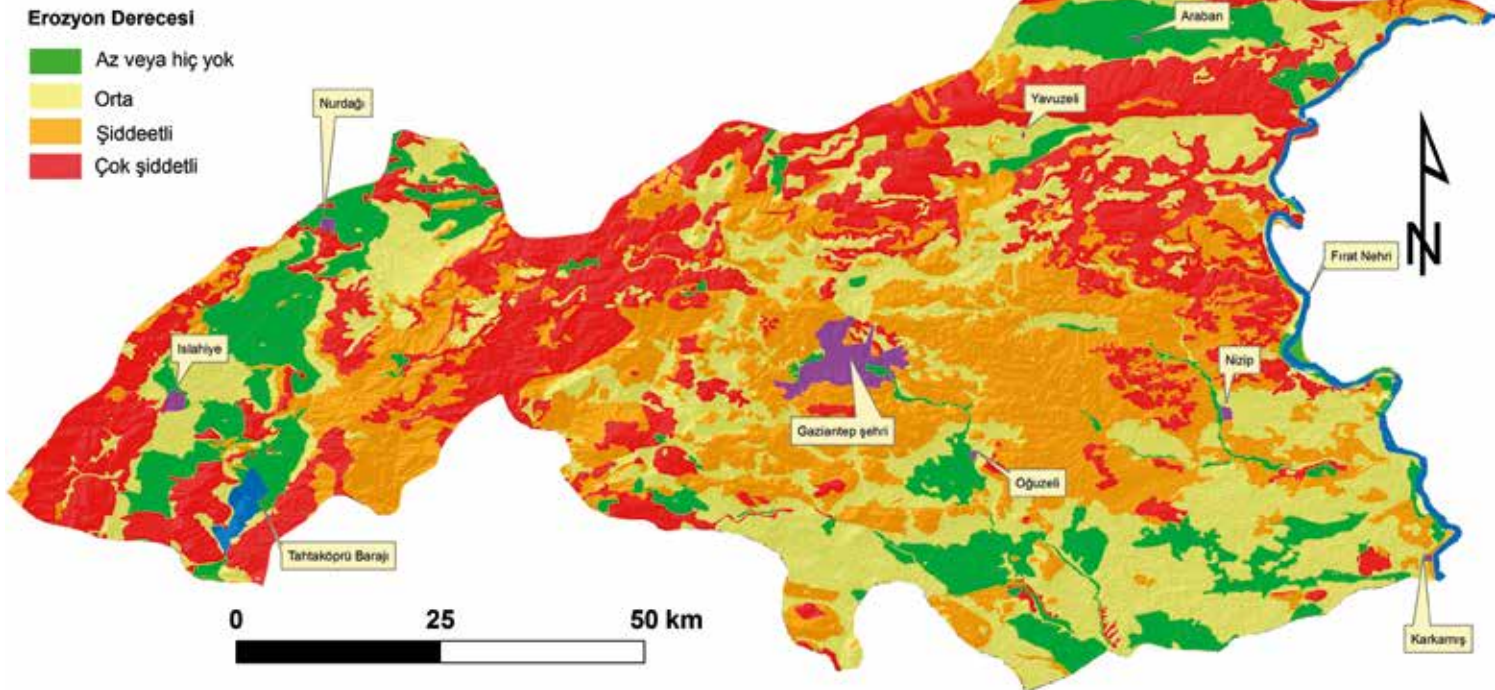 Erozyon Derecesi
Az veya hiç yok
Orta
Şiddeetli
Çok şiddetli
Araban
Nurdağı
Yavuzeli
Fırat Nehri
N
Islahiye
Nizip
Gaziantep şehri
Oğuzeli
Tahtaköprü Barajı
Karkamış
0 25 50 km